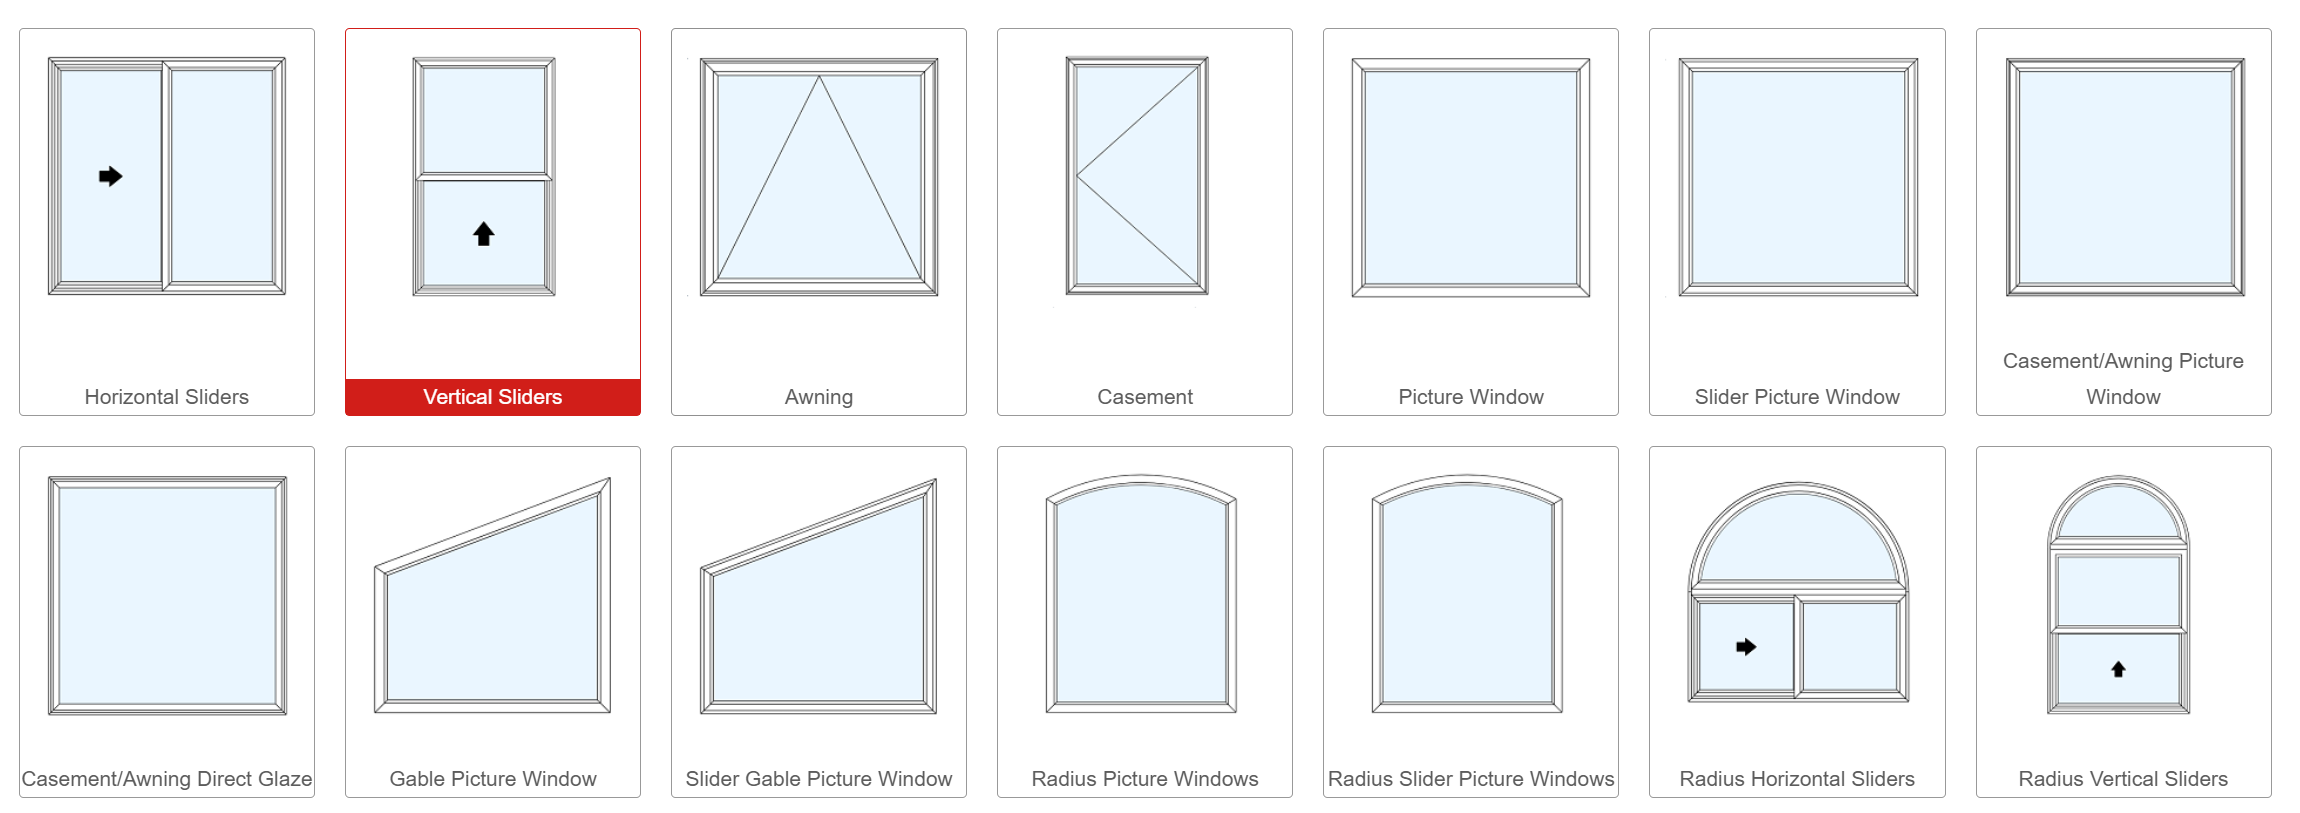 Horizontal Sliders
Vertical Sliders
Awning
Casement
Picture Window
Slider Picture Window
Casement/Awning Picture
Window
Casement/Awning Direct Glaze
Gable Picture Window
Slider Gable Picture Window
Radius Picture Windows
Radius Slider Picture Windows
Radius Horizontal Sliders
Radius Vertical Sliders